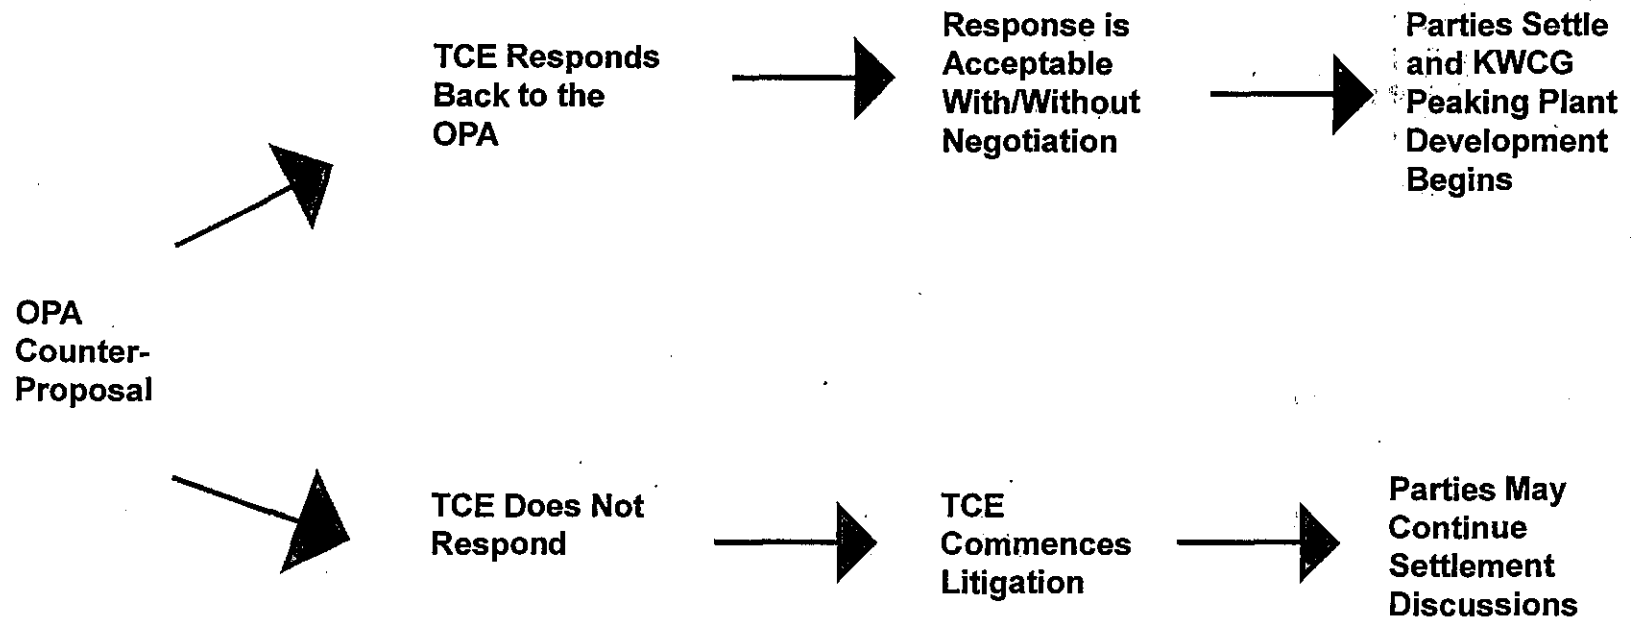 TCE Responds
Back to the
OPA
Response is
Acceptable
With/Without
Negotiation
Parties Settle
and KWCG
Peaking Plant
Development
Begins
OPA
Counter-
Proposal
TCE Does Not
Respond
TCE
Commences
Litigation
Parties May
Continue
Settlement
Discussions